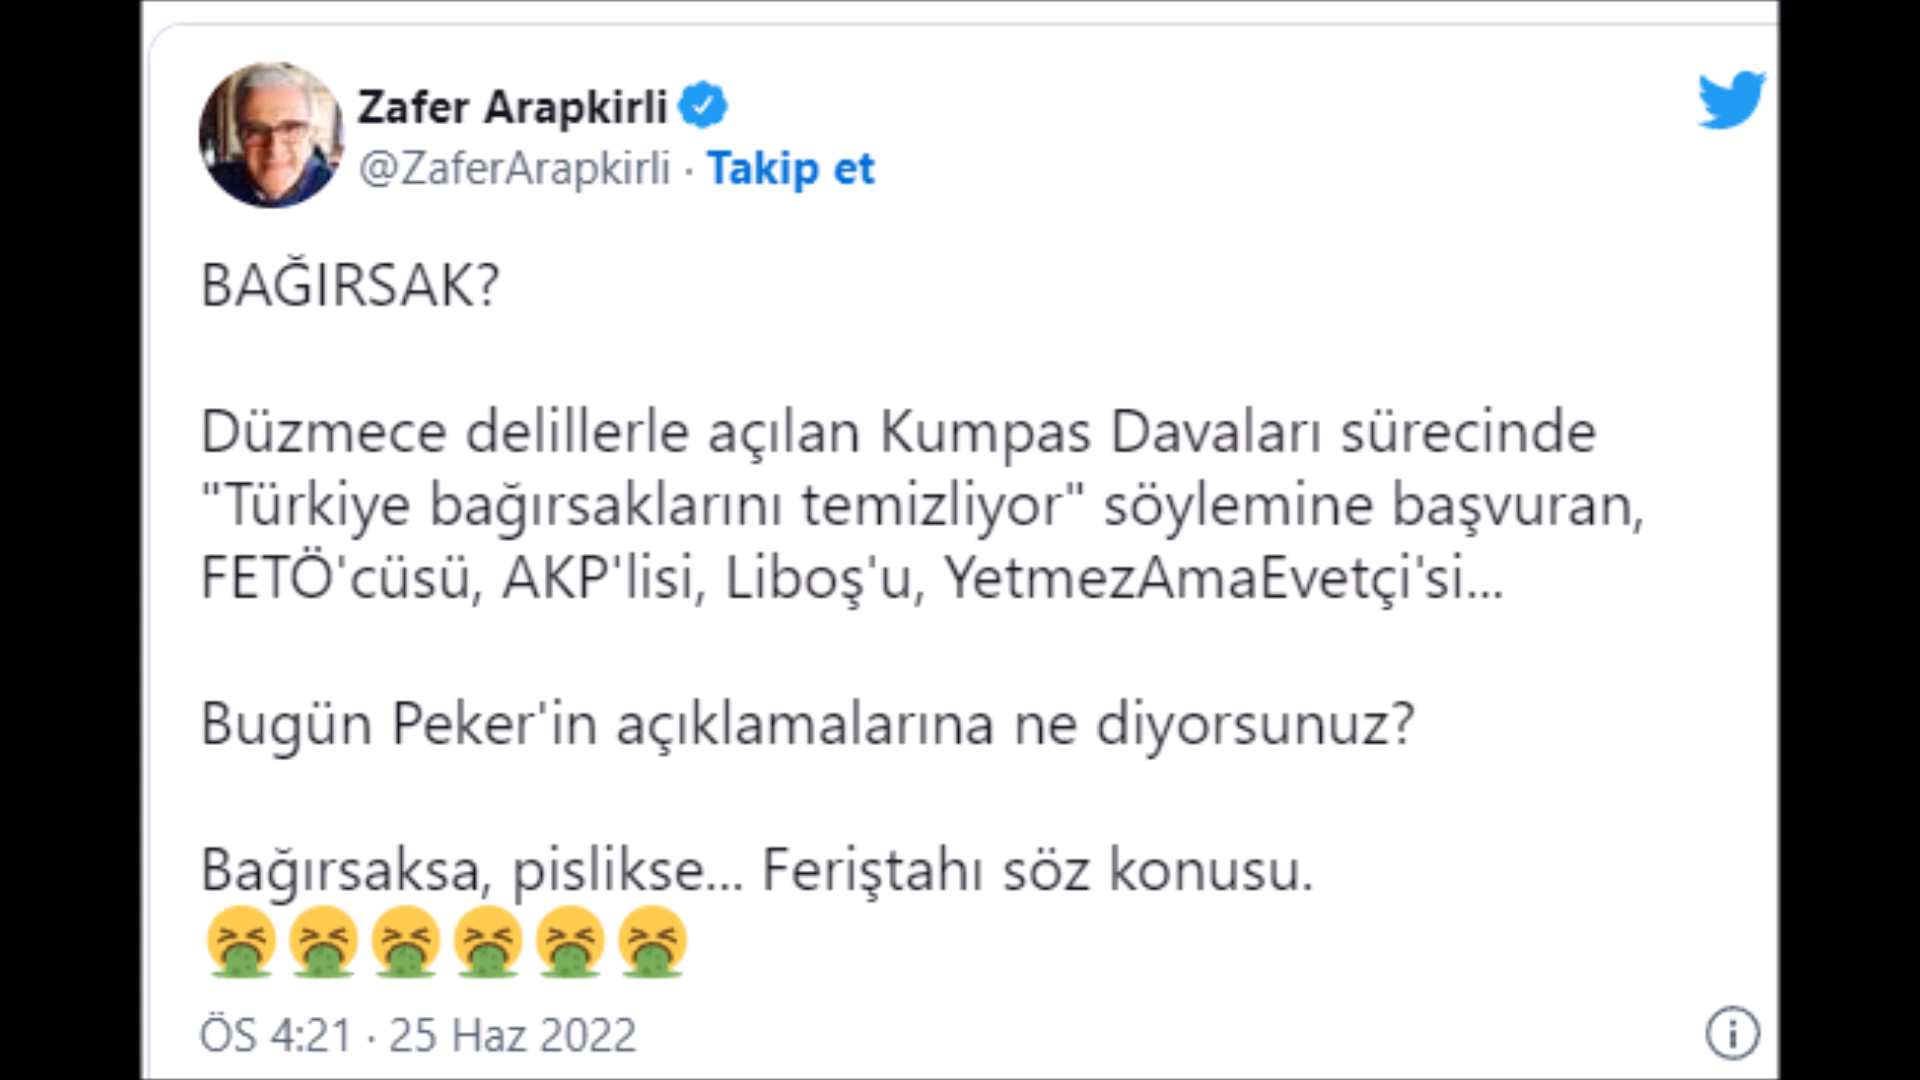 Zafer Arapkirli
@ZaferArapkirli · Takip et
BAĞIRSAK?
Düzmece delillerle açılan Kumpas Davaları sürecinde
"Türkiye bağırsaklarını temizliyor" söylemine başvuran,
FETÖ'cüsü, AKP'lisi, Liboş'u, YetmezAmaEvetçi'si...
Bugün Peker'in açıklamalarına ne diyorsunuz?
Bağırsaksa, pislikse... Feriştahı söz konusu.
🤮🤮🤮🤮🤮🤮
ÖS 4:21 · 25 Haz 2022